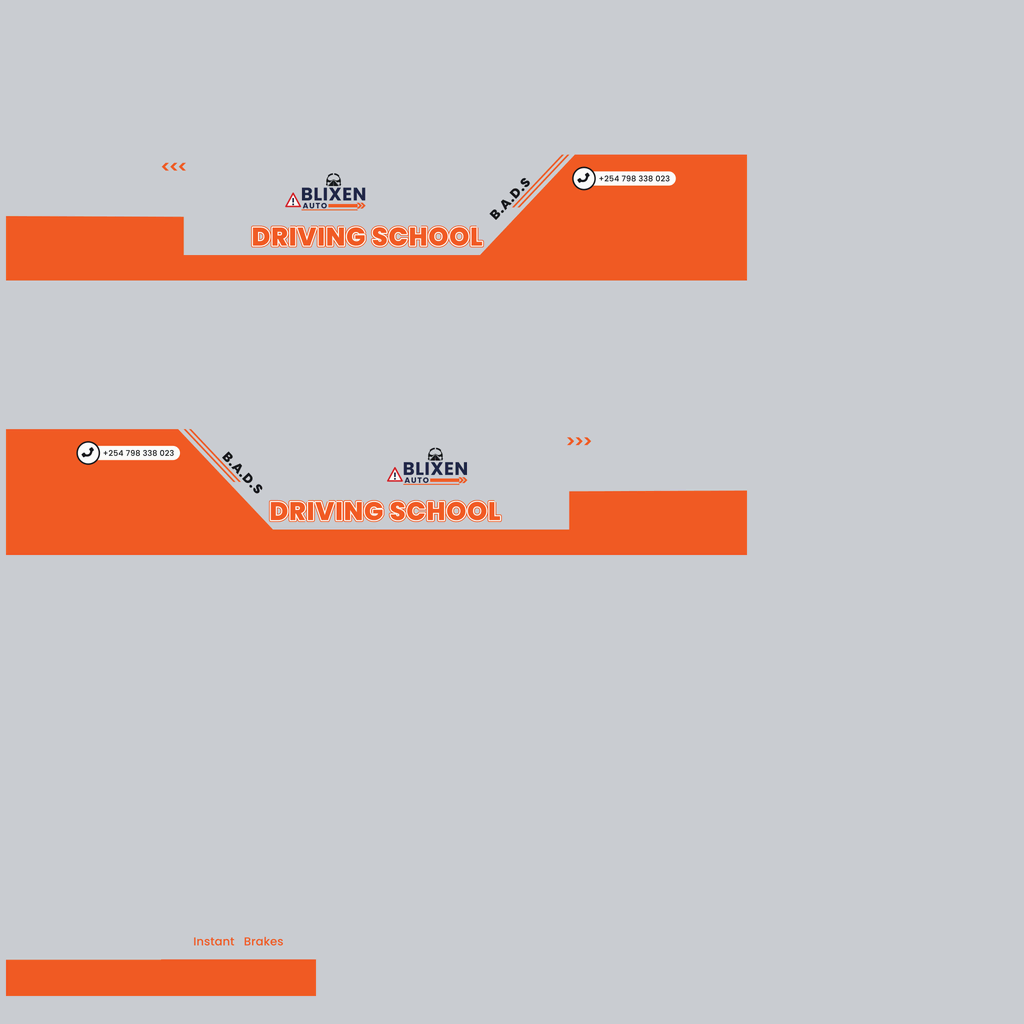 <<<
BLIXEN
AUTO
DRIVING SCHOOL
B.A.D.S
+254 798 338 023
+254 798 338 023
B.A.D.S
BLIXEN
AUTO
DRIVING SCHOOL
>>>
Instant Brakes